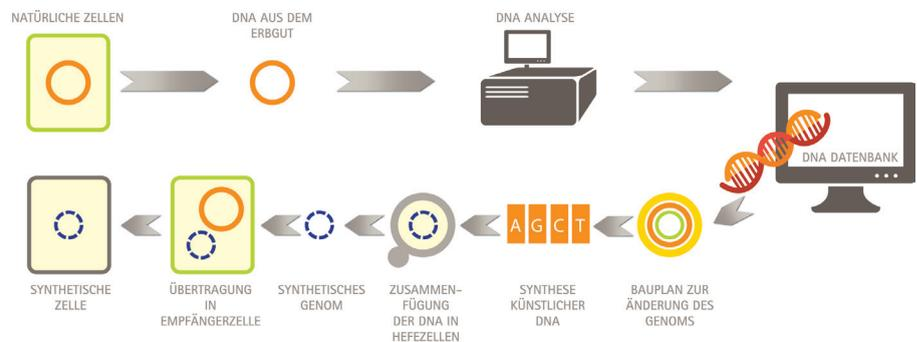 NATÜRLICHE ZELLEN
DNA AUS DEM
ERBGUT
DNA ANALYSE
DNA DATENBANK
A G C T
SYNTHETISCHE
ZELLE
ÜBERTRAGUNG
IN
EMPFÄNGERZELLE
SYNTHETISCHES
GENOM
ZUSAMMEN-
FÜGUNG
DER DNA IN
HEFEZELLEN
SYNTHESE
KÜNSTLICHER
DNA
BAUPLAN ZUR
ÄNDERUNG DES
GENOMS